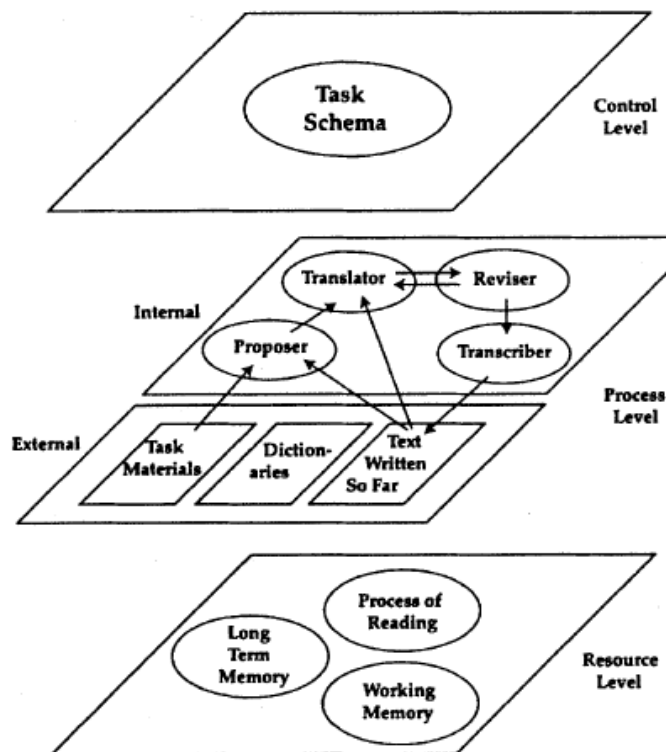 Task
Schema
Control
Level
Translator
Reviser
Internal
Proposer
Transcriber
Process
Level
External
Task
Materials
Diction-
aries
Text
Written
So Far
Process of
Reading
Long
Term
Memory
Working
Memory
Resource
Level